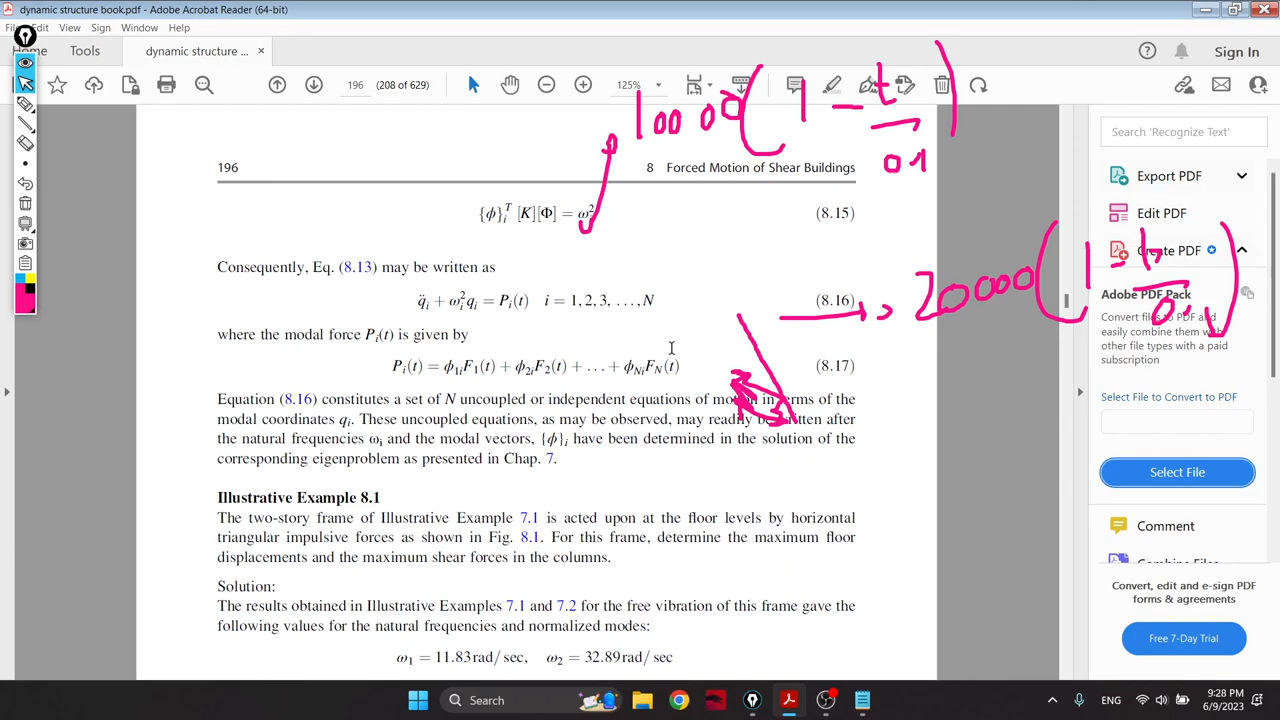 dynamic structure book.pdf - Adobe Acrobat Reader (64-bit)
File Edit View Sign Window Help
Home Tools dynamic structure ... × Sign In
196 (208 of 629) 125%
10000(1 - t/0.1)
196 8 Forced Motion of Shear Buildings
{ϕ}ᵢᵀ [K][Φ] = ωᵢ² (8.15)
Consequently, Eq. (8.13) may be written as
q̈ᵢ + ωᵢ²qᵢ = Pᵢ(t) i = 1, 2, 3, …, N (8.16)
20000(1 -
where the modal force Pᵢ(t) is given by
Pᵢ(t) = ϕ₁ᵢF₁(t) + ϕ₂ᵢF₂(t) + … + ϕNᵢFN(t) (8.17)
Equation (8.16) constitutes a set of N uncoupled or independent equations of motion in terms of the
modal coordinates qᵢ. These uncoupled equations, as may be observed, may readily be written after
the natural frequencies ωᵢ and the modal vectors, {ϕ}ᵢ have been determined in the solution of the
corresponding eigenproblem as presented in Chap. 7.
Illustrative Example 8.1
The two-story frame of Illustrative Example 7.1 is acted upon at the floor levels by horizontal
triangular impulsive forces as shown in Fig. 8.1. For this frame, determine the maximum floor
displacements and the maximum shear forces in the columns.
Solution:
The results obtained in Illustrative Examples 7.1 and 7.2 for the free vibration of this frame gave the
following values for the natural frequencies and normalized modes:
ω₁ = 11.83 rad/sec, ω₂ = 32.89 rad/sec
Search 'Recognize Text'
Export PDF
Edit PDF
Create PDF
Adobe PDF Pack
Convert files to PDF and
easily combine them with
other file types with a paid
subscription
Select File to Convert to PDF
Select File
Comment
Combine Files
Convert, edit and e-sign PDF
forms & agreements
Free 7-Day Trial
Search
ENG
9:28 PM
6/9/2023